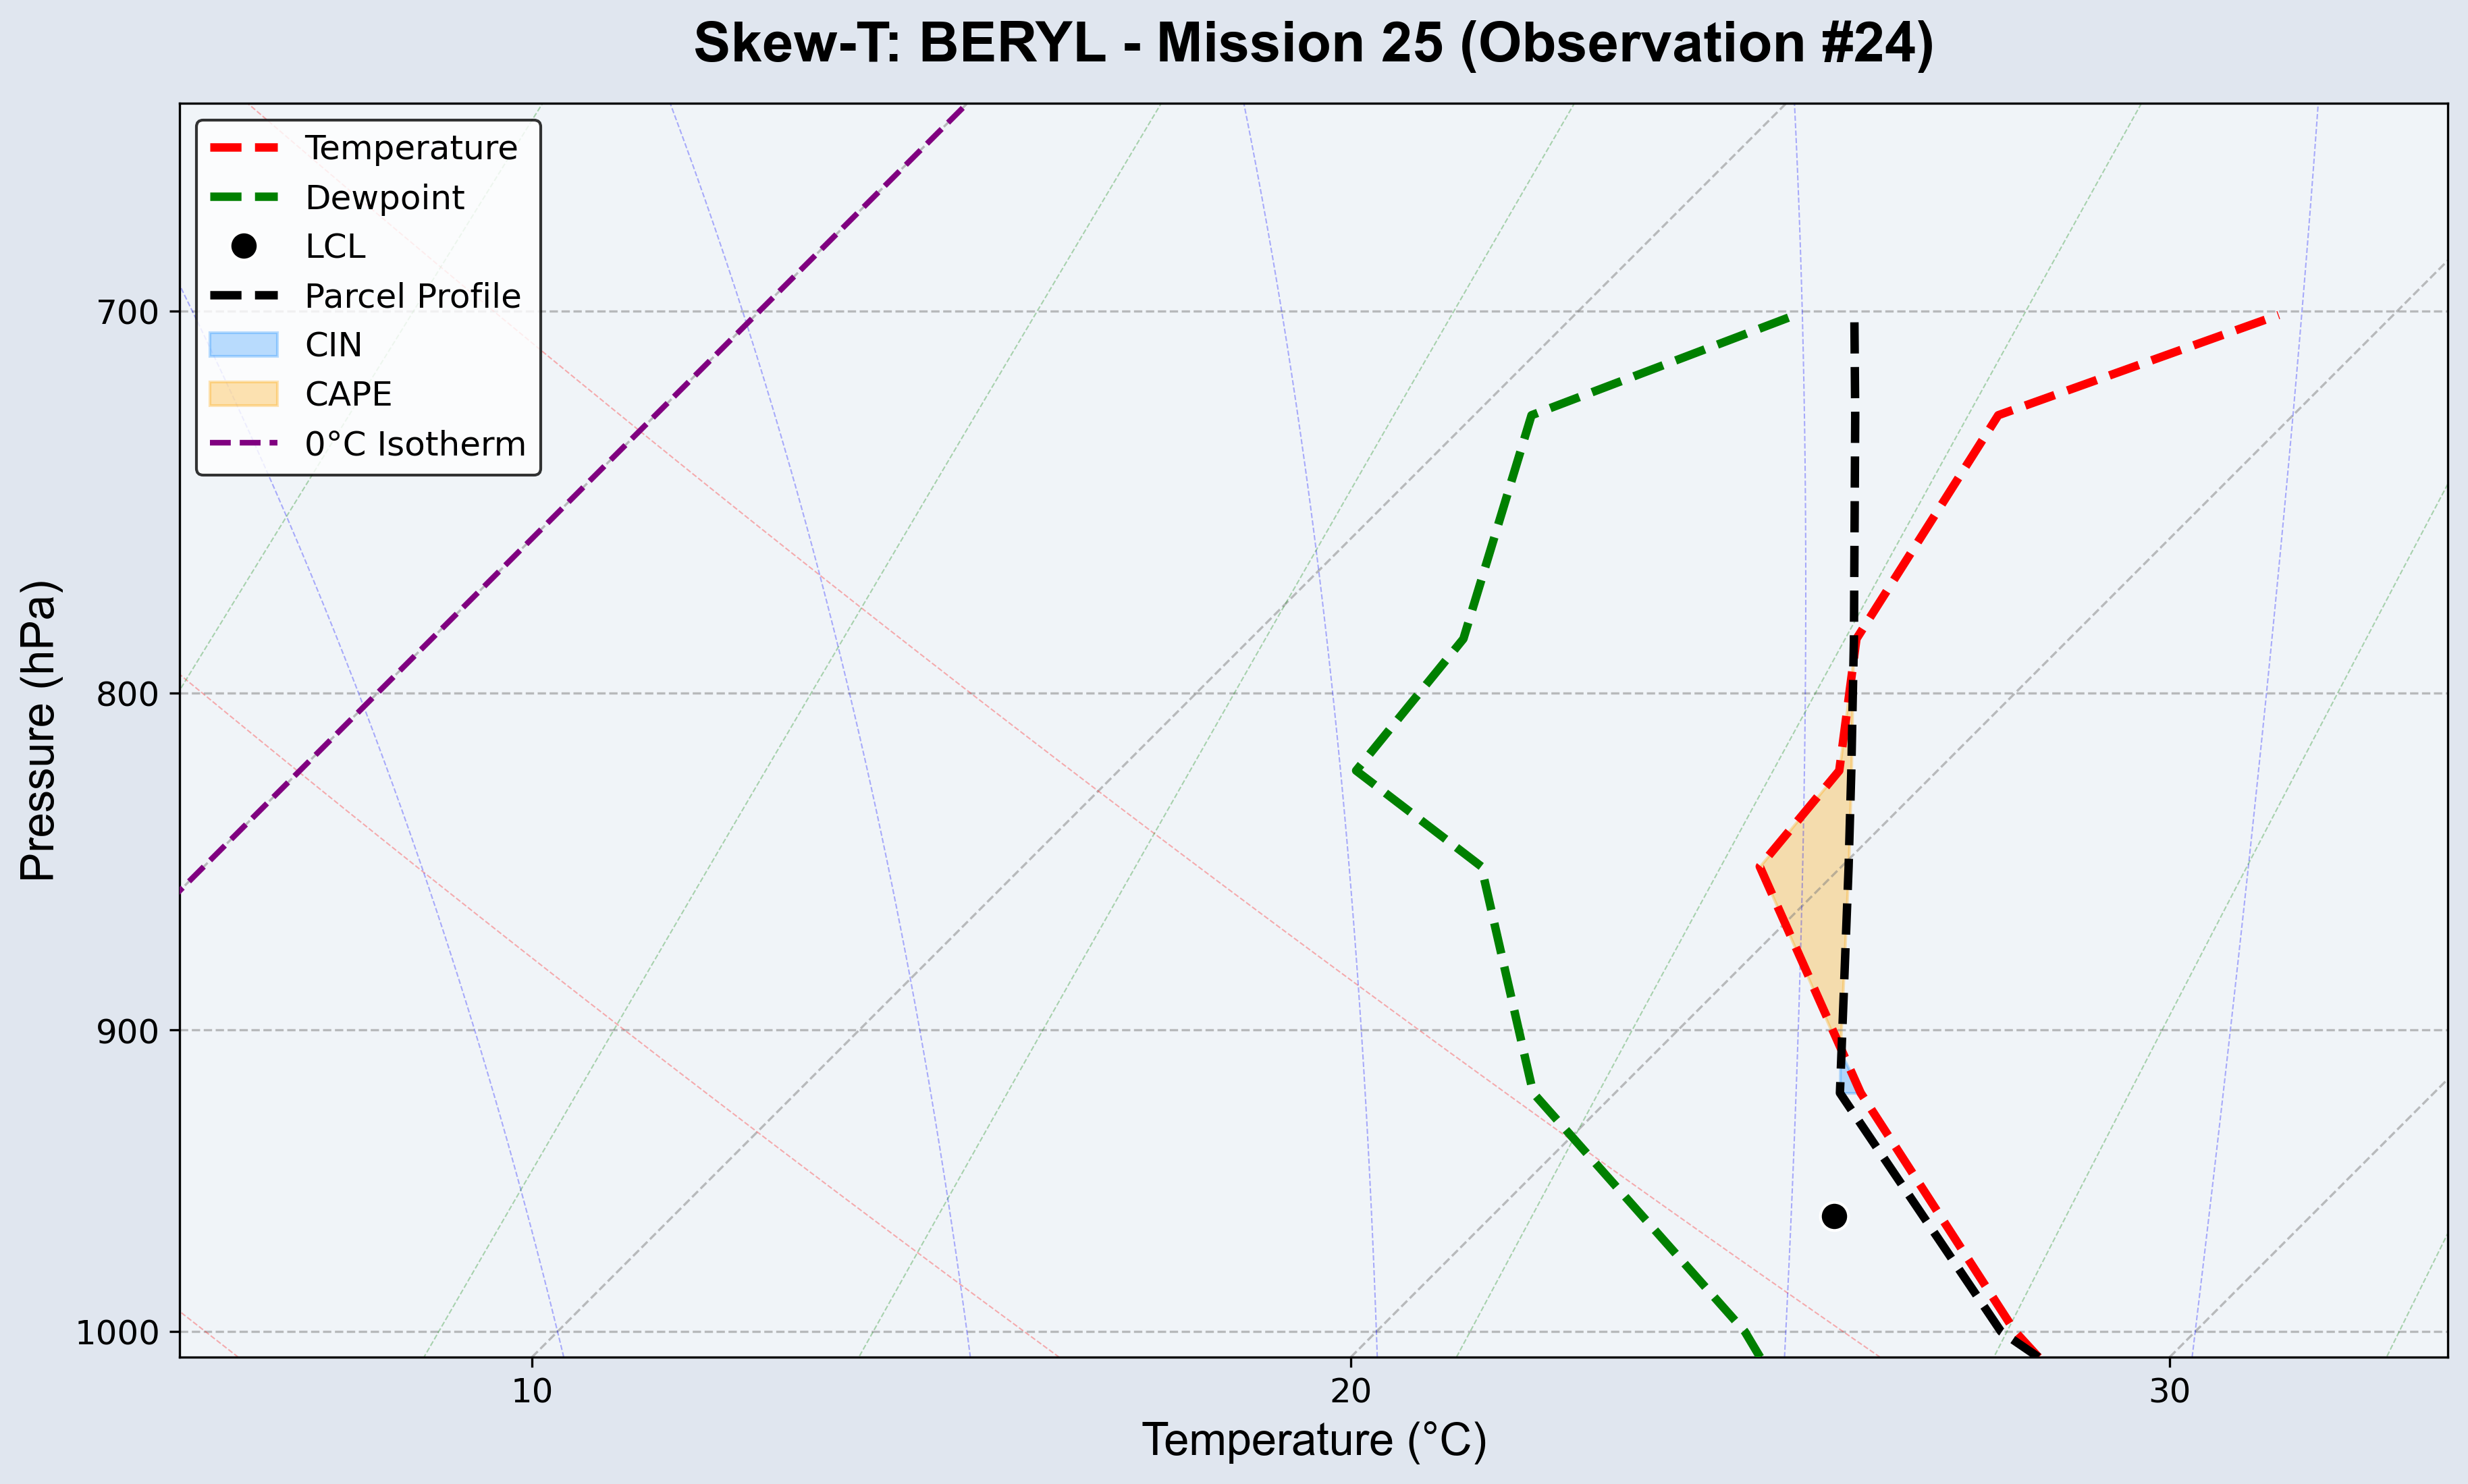 Skew-T: BERYL - Mission 25 (Observation #24)
Temperature
Dewpoint
LCL
Parcel Profile
CIN
CAPE
0°C Isotherm
Pressure (hPa)
700
800
900
1000
10
20
30
Temperature (°C)